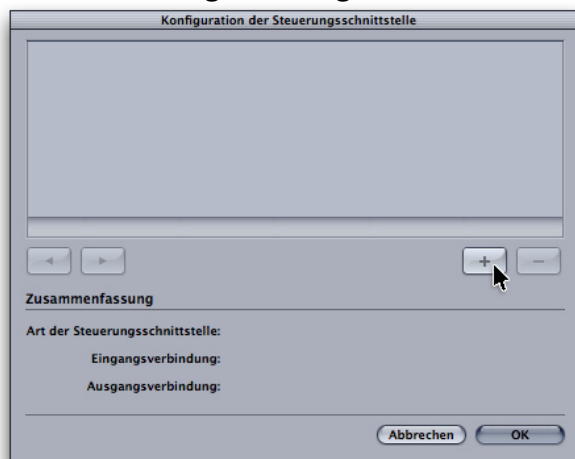 Konfiguration der Steuerungsschnittstelle
+ −
Zusammenfassung
Art der Steuerungsschnittstelle:
Eingangsverbindung:
Ausgangsverbindung:
Abbrechen OK